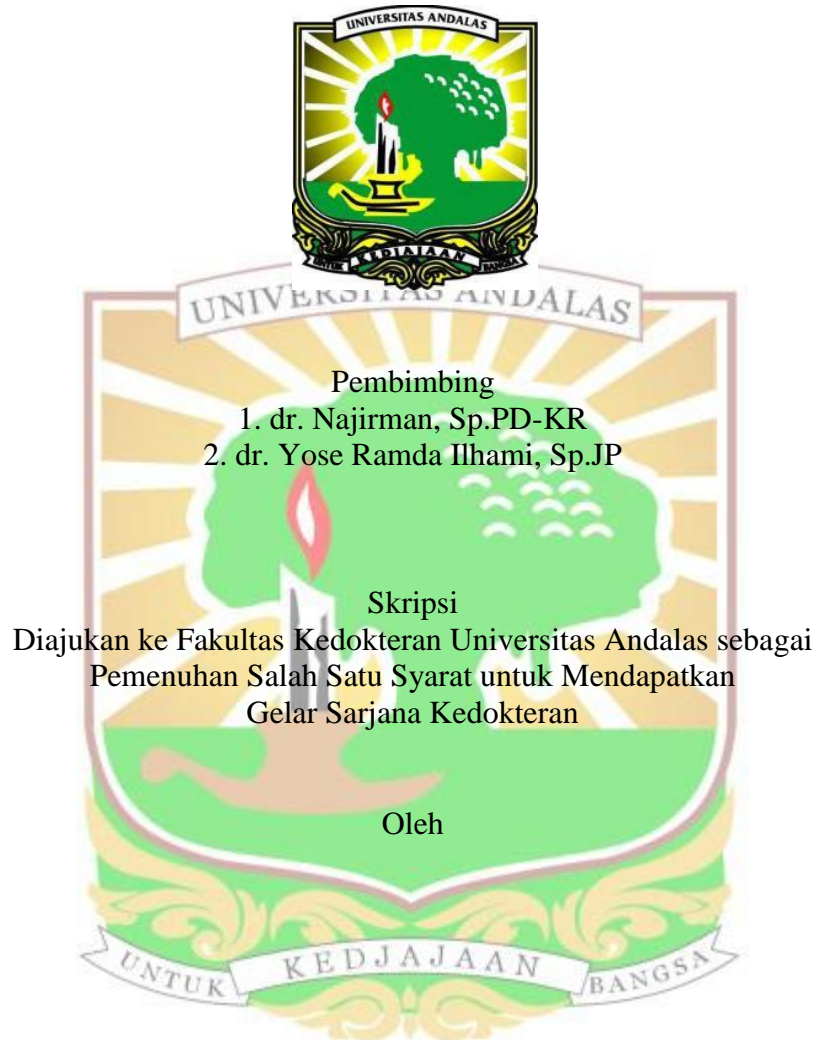 UNIVERSITAS ANDALAS
UNTUK KEDJAJAAN BANGSA
UNIVERSITAS ANDALAS
Pembimbing
1. dr. Najirman, Sp.PD-KR
2. dr. Yose Ramda Ilhami, Sp.JP
Skripsi
Diajukan ke Fakultas Kedokteran Universitas Andalas sebagai
Pemenuhan Salah Satu Syarat untuk Mendapatkan
Gelar Sarjana Kedokteran
Oleh
UNTUK KEDJAJAAN BANGSA